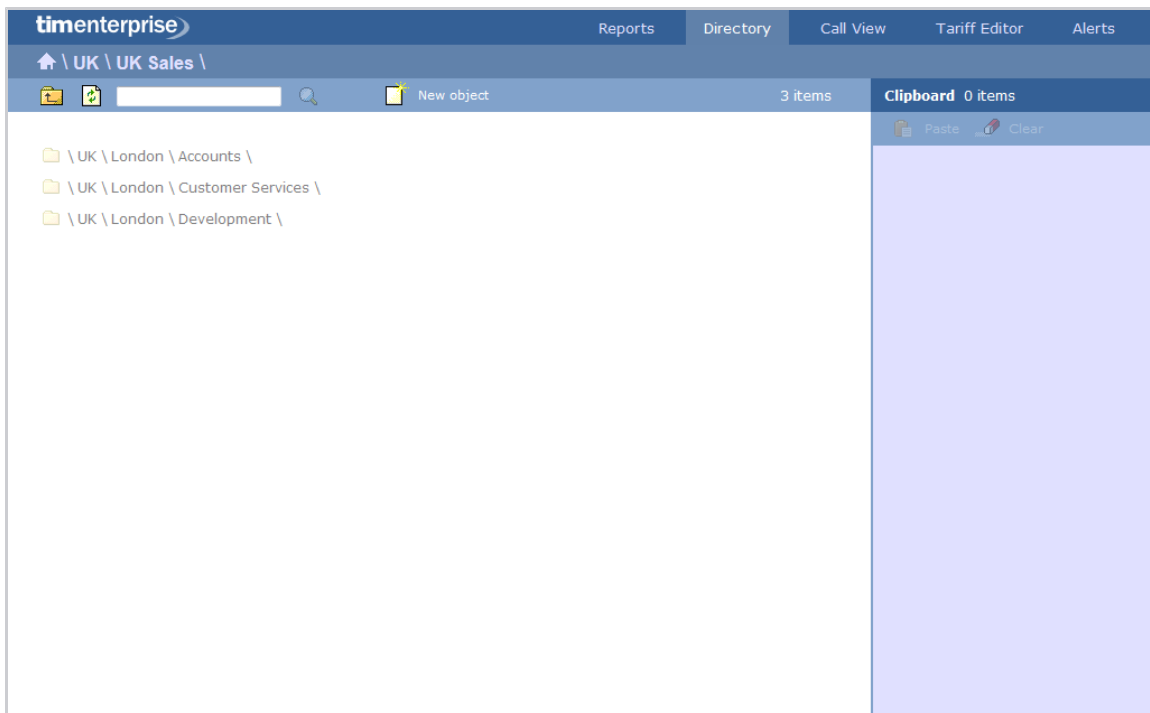 timenterprise Reports Directory Call View Tariff Editor Alerts
\ UK \ UK Sales \
New object 3 items Clipboard 0 items
Paste Clear
\ UK \ London \ Accounts \
\ UK \ London \ Customer Services \
\ UK \ London \ Development \